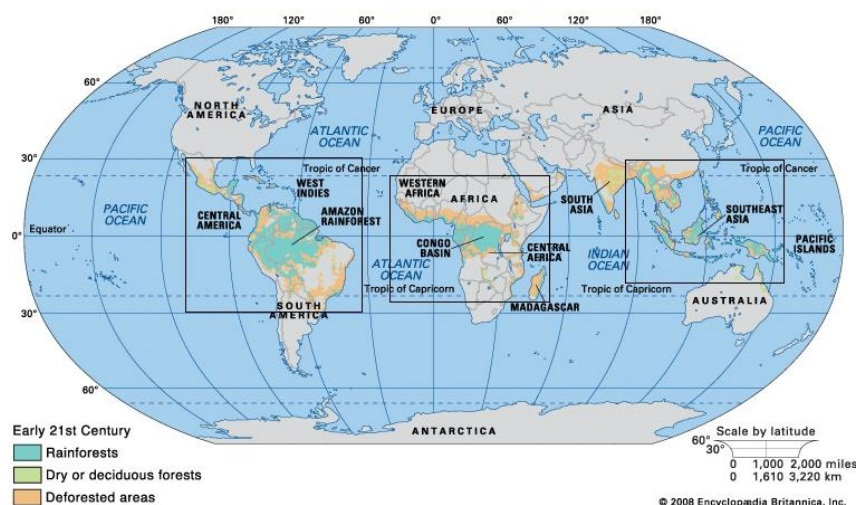 180° 120° 60° 0° 60° 120° 180°
60°
NORTH
AMERICA
EUROPE
ASIA
ATLANTIC
OCEAN
PACIFIC
OCEAN
30°
Tropic of Cancer
Tropic of Cancer
WEST
INDIES
WESTERN
AFRICA
AFRICA
SOUTH
ASIA
SOUTHEAST
ASIA
PACIFIC
OCEAN
CENTRAL
AMERICA
AMAZON
RAINFOREST
Equator
0° 0° 0°
CONGO
BASIN
CENTRAL
AFRICA
INDIAN
OCEAN
PACIFIC
ISLANDS
ATLANTIC
OCEAN
Tropic of Capricorn
Tropic of Capricorn
MADAGASCAR
AUSTRALIA
SOUTH
AMERICA
30° 30°
60° 60°
ANTARCTICA
Early 21st Century
Rainforests
Dry or deciduous forests
Deforested areas
Scale by latitude
60°
30°
0 1,000 2,000 miles
0 1,610 3,220 km
© 2008 Encyclopædia Britannica, Inc.